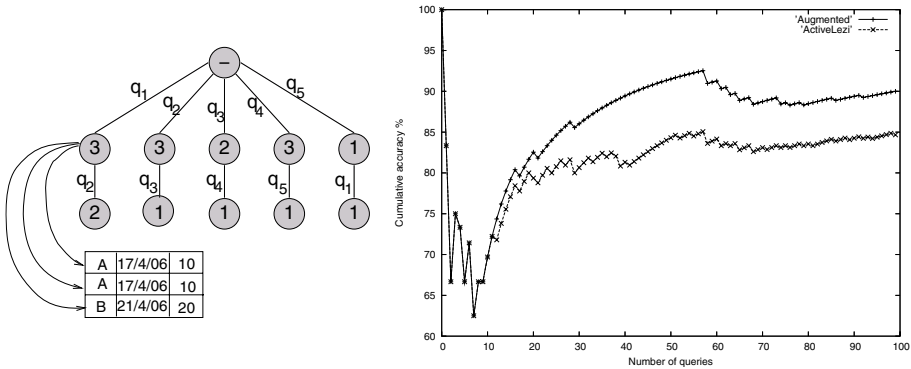 –
q1 q2 q3 q4 q5
3 3 2 3 1
q2 q3 q4 q5 q1
2 1 1 1 1
A 17/4/06 10
A 17/4/06 10
B 21/4/06 20
'Augmented'
'ActiveLezi'
Cumulative accuracy %
100
95
90
85
80
75
70
65
60
0 10 20 30 40 50 60 70 80 90 100
Number of queries